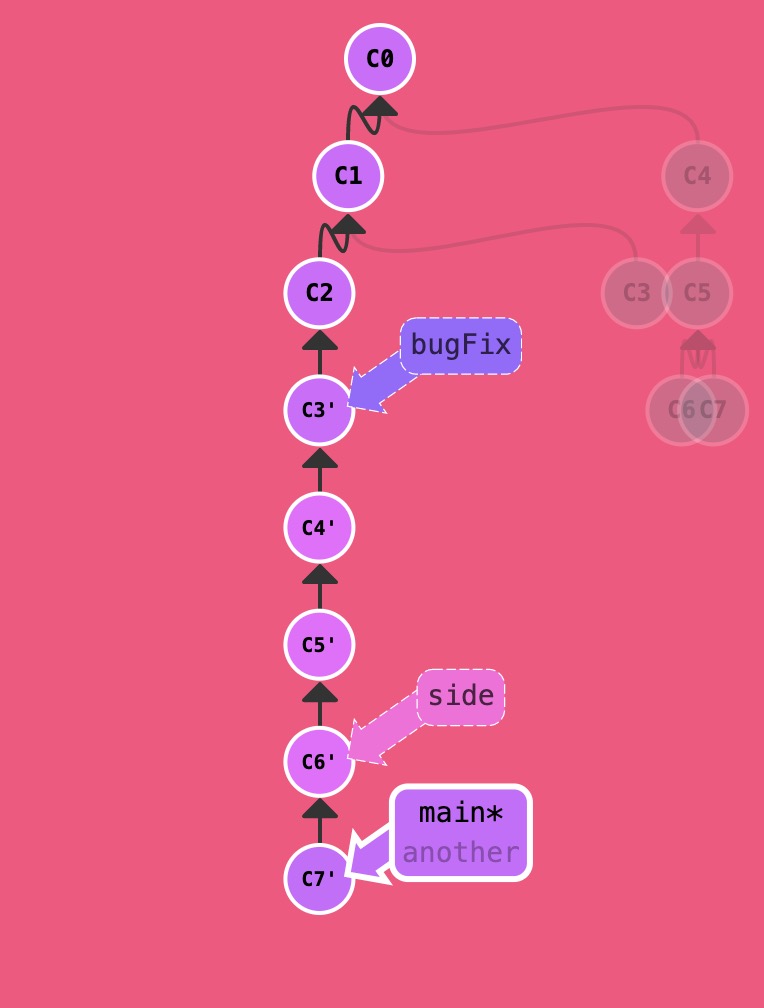 C0
C1
C4
C2
C3
C5
bugFix
C3'
C6
C7
C4'
C5'
side
C6'
main*
another
C7'